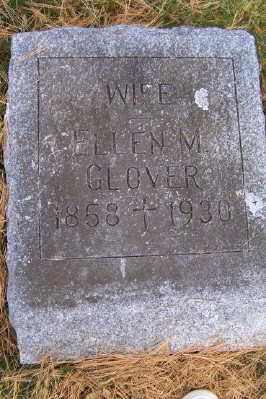 WIFE
ELLEN M.
GLOVER
1858 † 1930